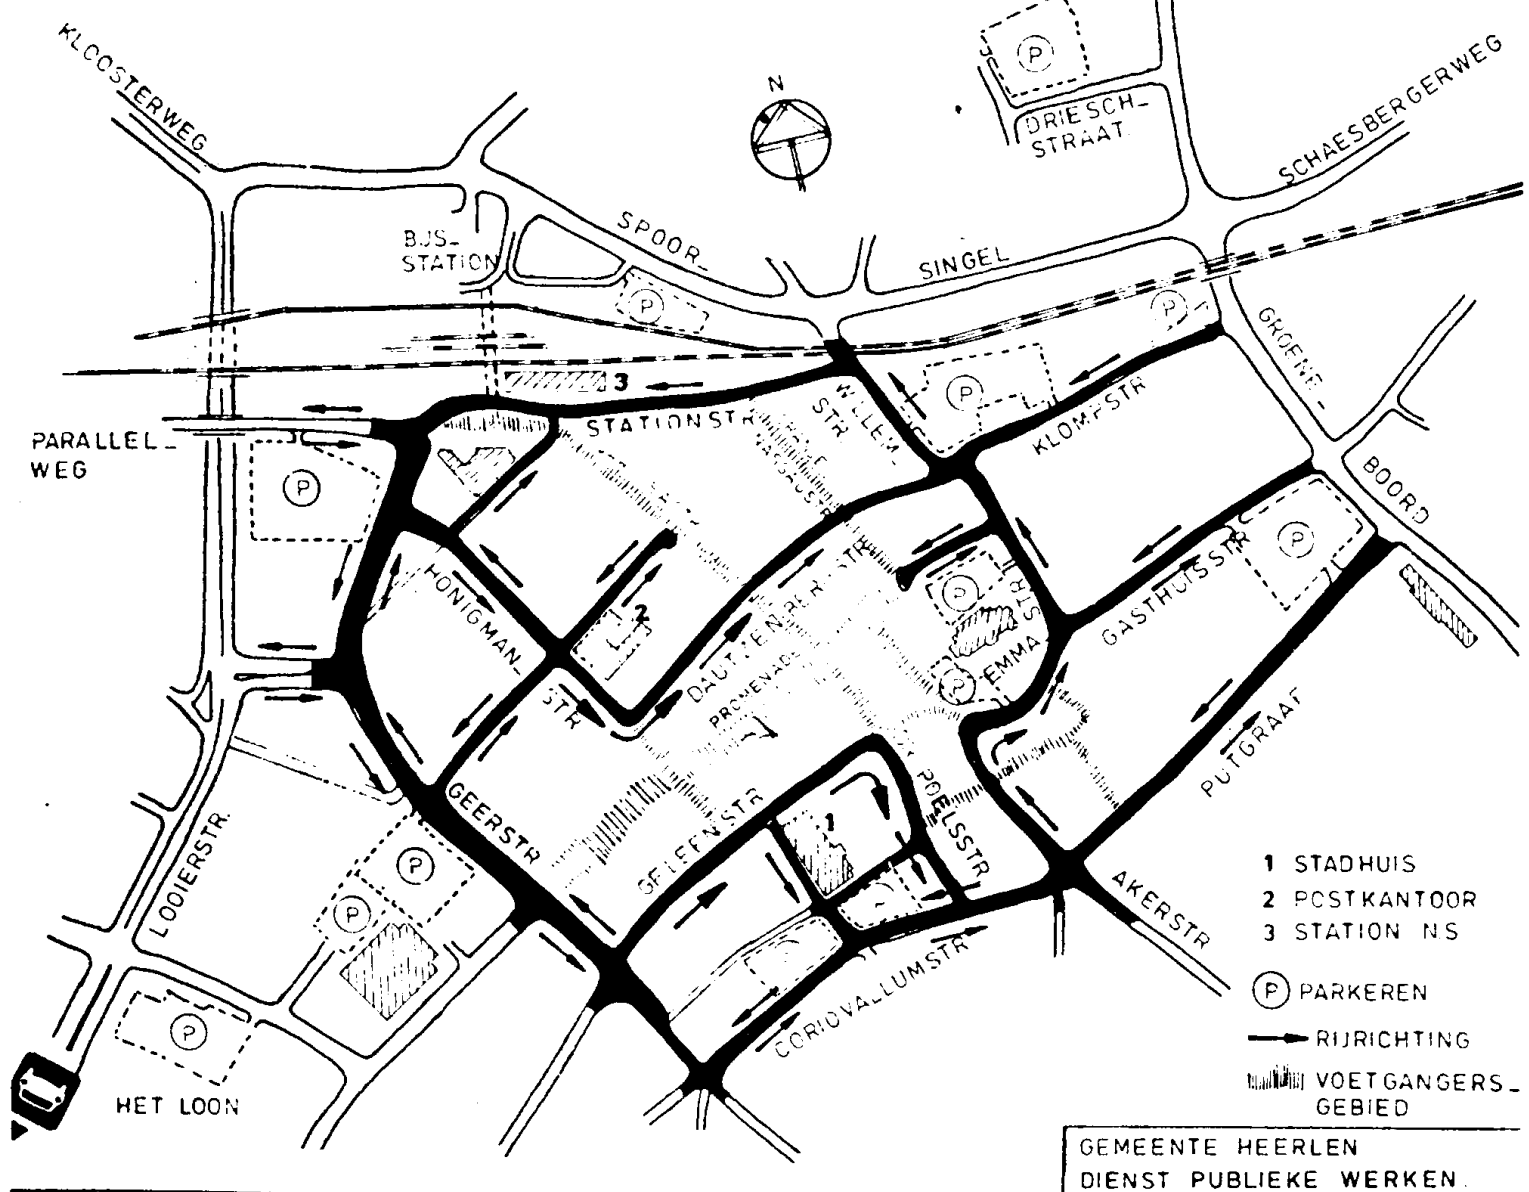 KLOOSTERWEG
N
P
DRIESCH_
STRAAT
SCHAESBERGERWEG
BUS_
STATION
SPOOR_
SINGEL
P
P
GROENE_
3
P
STATIONSTR
WILLEM_
STR
KLOMPSTR
PARALLEL_
WEG
P
BOORD
P
HONIGMAN_
STR
2
DAUTZENBERGSTR
PROMENADE
P
EMMA
STR
P
GASTHUISSTR
PUTGRAAF
GEERSTR
GELEENSTR
1
POELSSTR
LOOIERSTR.
P
P
AKERSTR
CORIOVALLUMSTR
P
HET LOON
1 STADHUIS
2 POSTKANTOOR
3 STATION NS
P PARKEREN
RIJRICHTING
VOETGANGERS_
GEBIED
GEMEENTE HEERLEN
DIENST PUBLIEKE WERKEN.